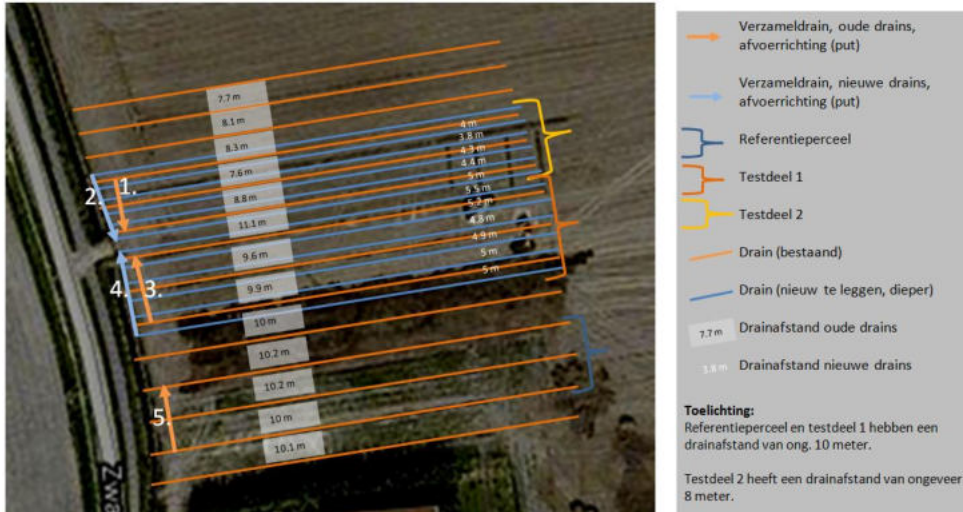 7.7 m
8.1 m
8.3 m
7.6 m
8.8 m
11.1 m
9.6 m
9.9 m
10 m
10.2 m
10.2 m
10 m
10.1 m
4 m
3.8 m
4.3 m
4.4 m
5 m
5.5 m
5.2 m
4.8 m
4.9 m
5 m
5 m
1.
2.
3.
4.
5.
Zwa
Verzameldrain, oude drains,
afvoerrichting (put)
Verzameldrain, nieuwe drains,
afvoerrichting (put)
Referentieperceel
Testdeel 1
Testdeel 2
Drain (bestaand)
Drain (nieuw te leggen, dieper)
7.7 m
Drainafstand oude drains
3.8 m
Drainafstand nieuwe drains
Toelichting:
Referentieperceel en testdeel 1 hebben een
drainafstand van ong. 10 meter.
Testdeel 2 heeft een drainafstand van ongeveer
8 meter.